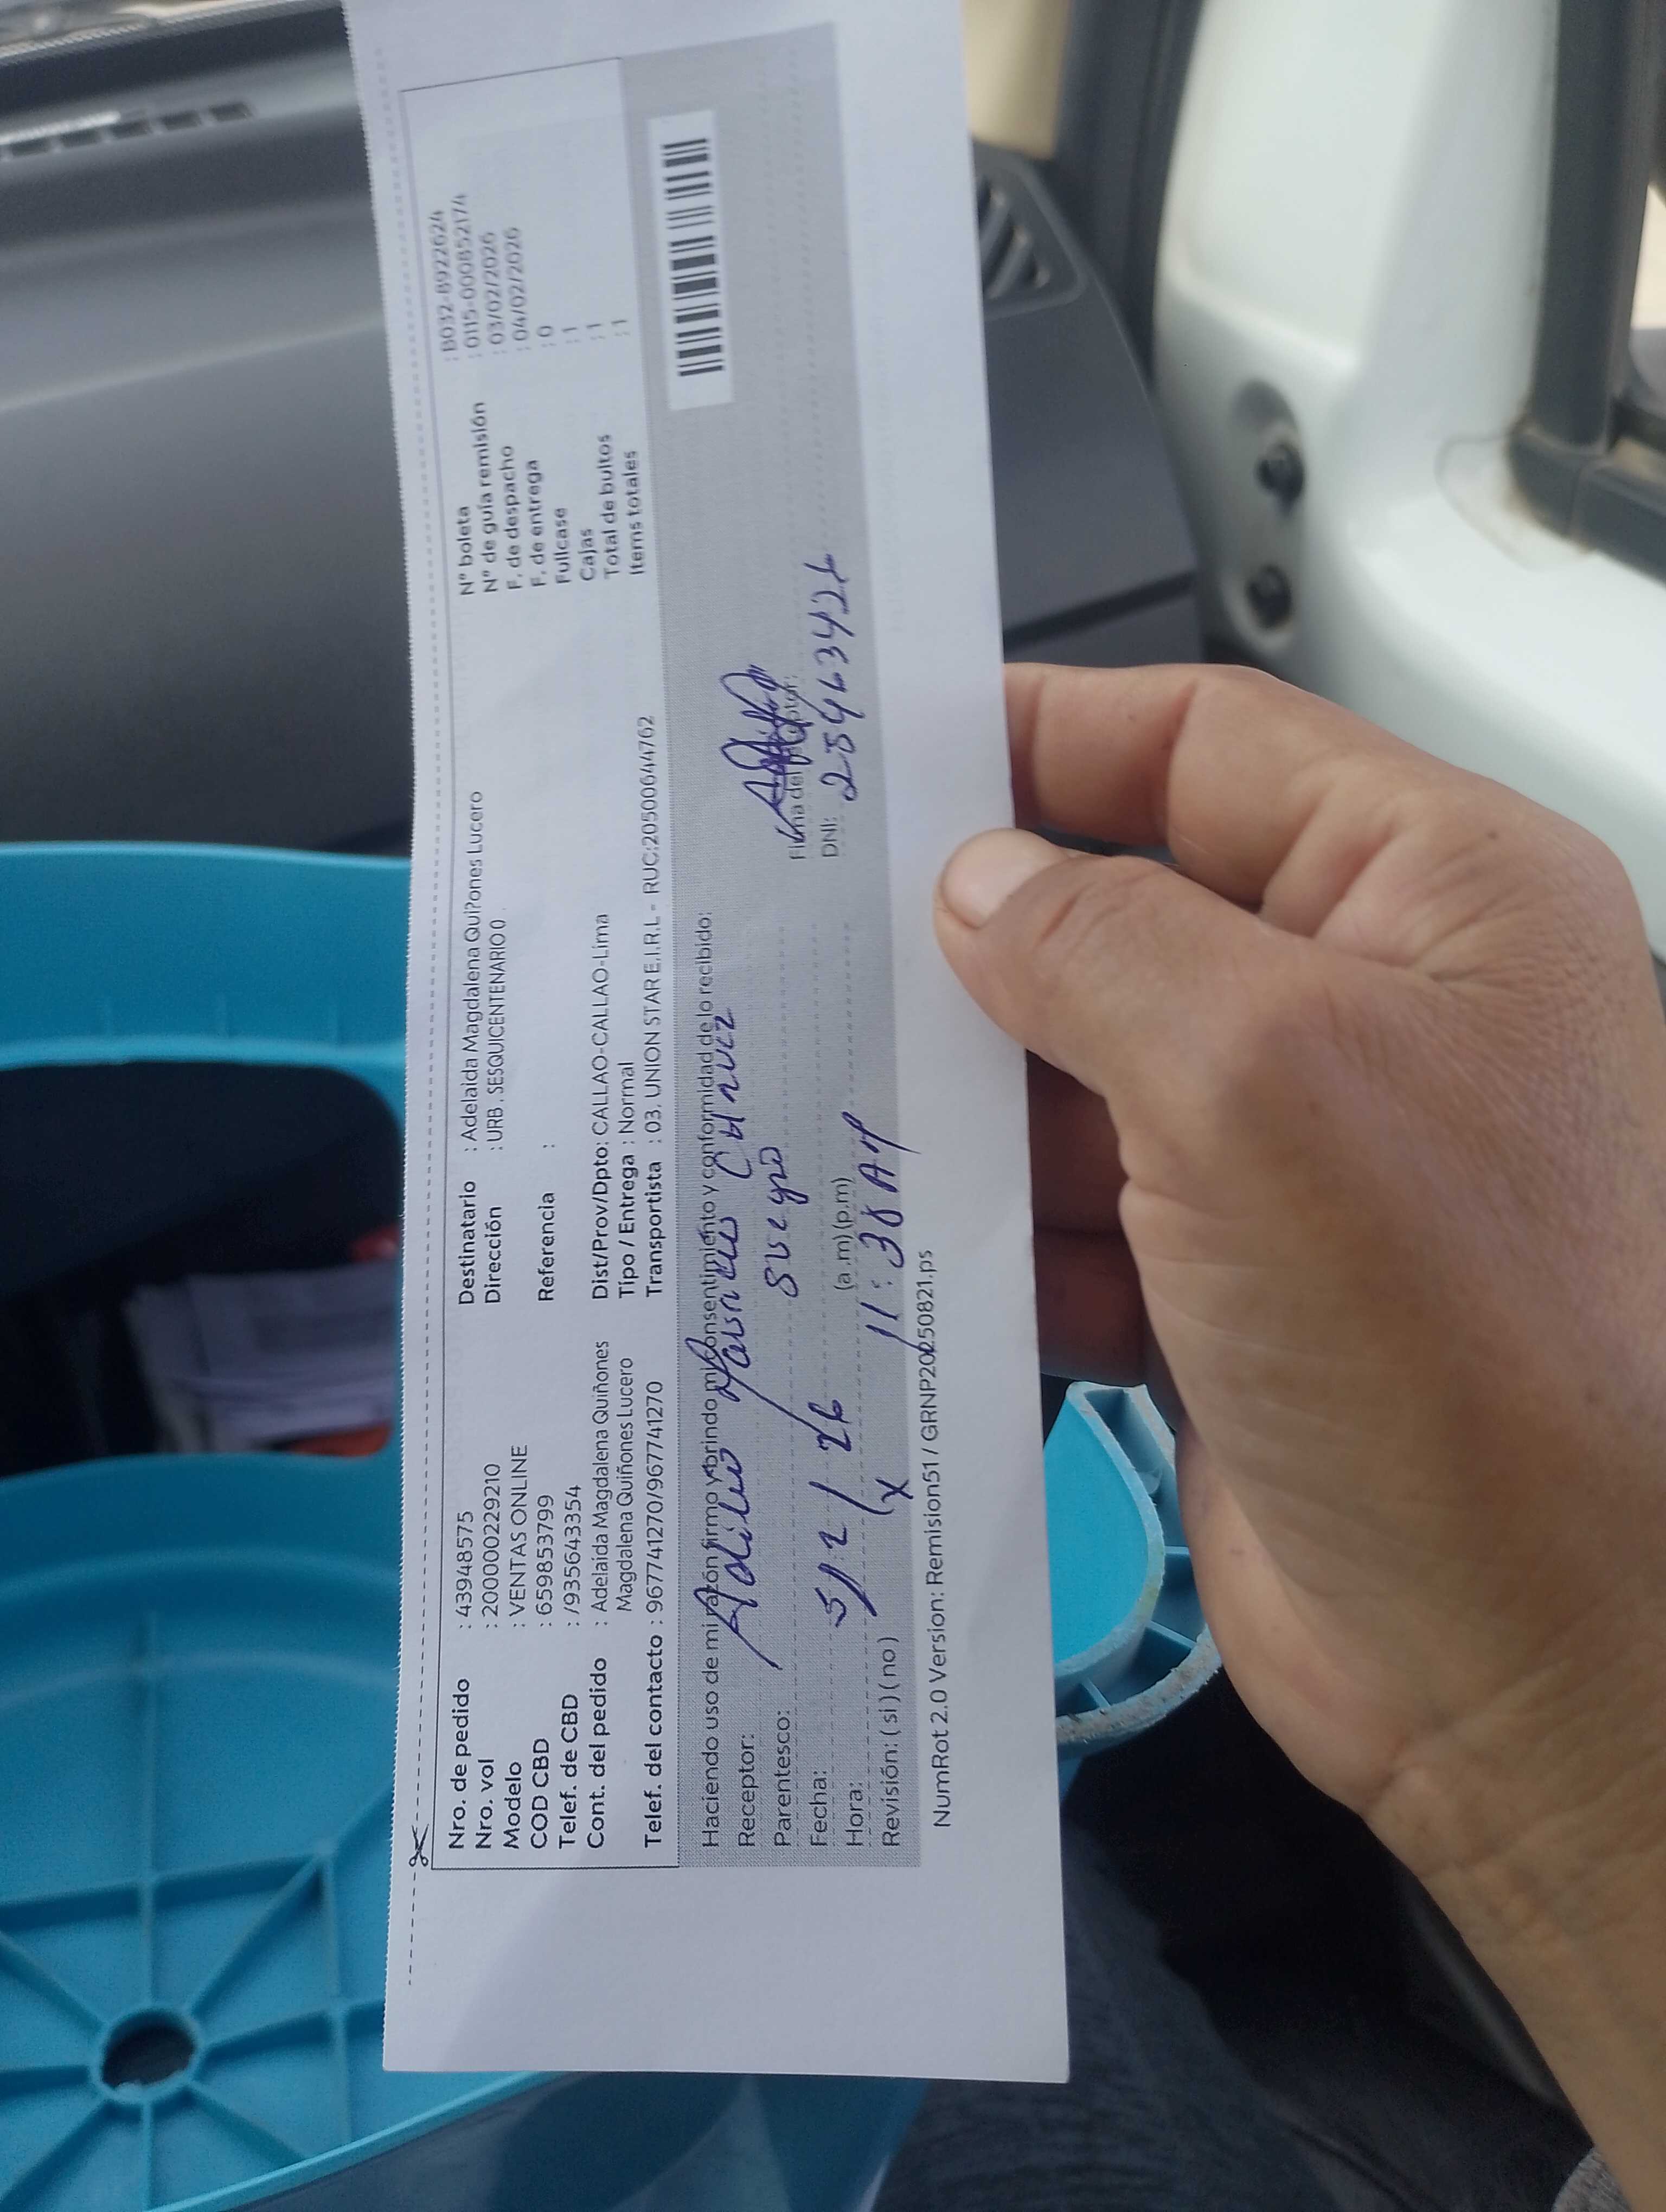 Nro. de pedido : 43948575
Nro. vol : 20000022921​0
Modelo : VENTAS ONLINE
COD CBD : 659853799
Telef. de CBD : /935643354
Cont. del pedido : Adelaida Magdalena Quiñones
Magdalena Quiñones Lucero
Telef. del contacto : 967741270/967741270
Destinatario : Adelaida Magdalena Qui?ones Lucero
Dirección : URB. SESQUICENTENARIO 0
Referencia :
Dist/Prov/Dpto: CALLAO-CALLAO-Lima
Tipo / Entrega : Normal
Transportista : 03. UNION STAR E.I.R.L - RUC:20500644762
N° boleta : B032-8922624
N° de guía remisión : 0115-000852174
F. de despacho : 03/02/2026
F. de entrega : 04/02/2026
Fullcase : 0
Cajas : 1
Total de bultos : 1
Items totales : 1
Haciendo uso de mi razón firmo y brindo mi consentimiento y conformidad de lo recibido:
Receptor:
Parentesco: suegro
Firma del receptor:
Fecha: 5/2/26
DNI: 25463426
Hora: (a.m)(p.m) 11:38 AM
Revisión: ( si ) ( no ) (x
NumRot 2.0 Version: Remision51 / GRNP20250821.ps